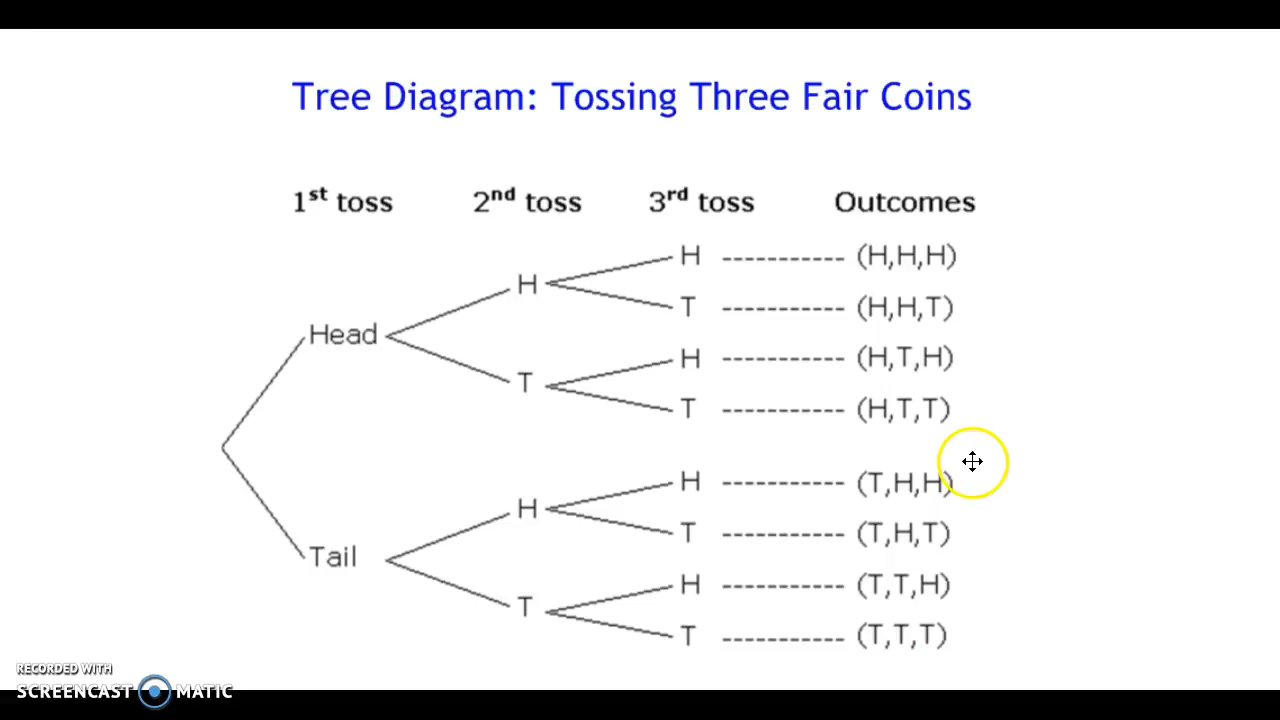 Tree Diagram: Tossing Three Fair Coins
1st toss 2nd toss 3rd toss Outcomes
H ----------- (H,H,H)
H
T ----------- (H,H,T)
Head
H ----------- (H,T,H)
T
T ----------- (H,T,T)
H ----------- (T,H,H)
H
T ----------- (T,H,T)
Tail
H ----------- (T,T,H)
T
T ----------- (T,T,T)
RECORDED WITH
SCREENCAST MATIC